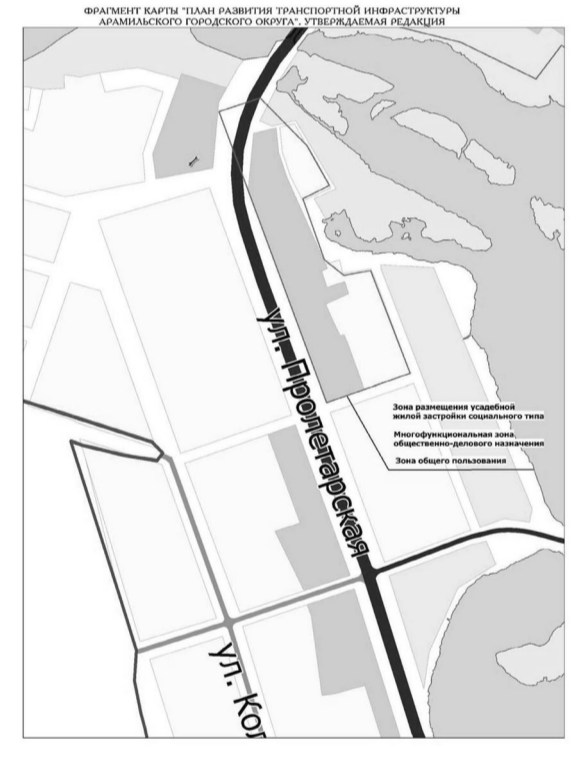 ФРАГМЕНТ КАРТЫ "ПЛАН РАЗВИТИЯ ТРАНСПОРТНОЙ ИНФРАСТРУКТУРЫ
АРАМИЛЬСКОГО ГОРОДСКОГО ОКРУГА". УТВЕРЖДАЕМАЯ РЕДАКЦИЯ
ул. Пролетарская
Зона размещения усадебной
жилой застройки социального типа
Многофункциональная зона
общественно-делового назначения
Зона общего пользования
ул. Кол